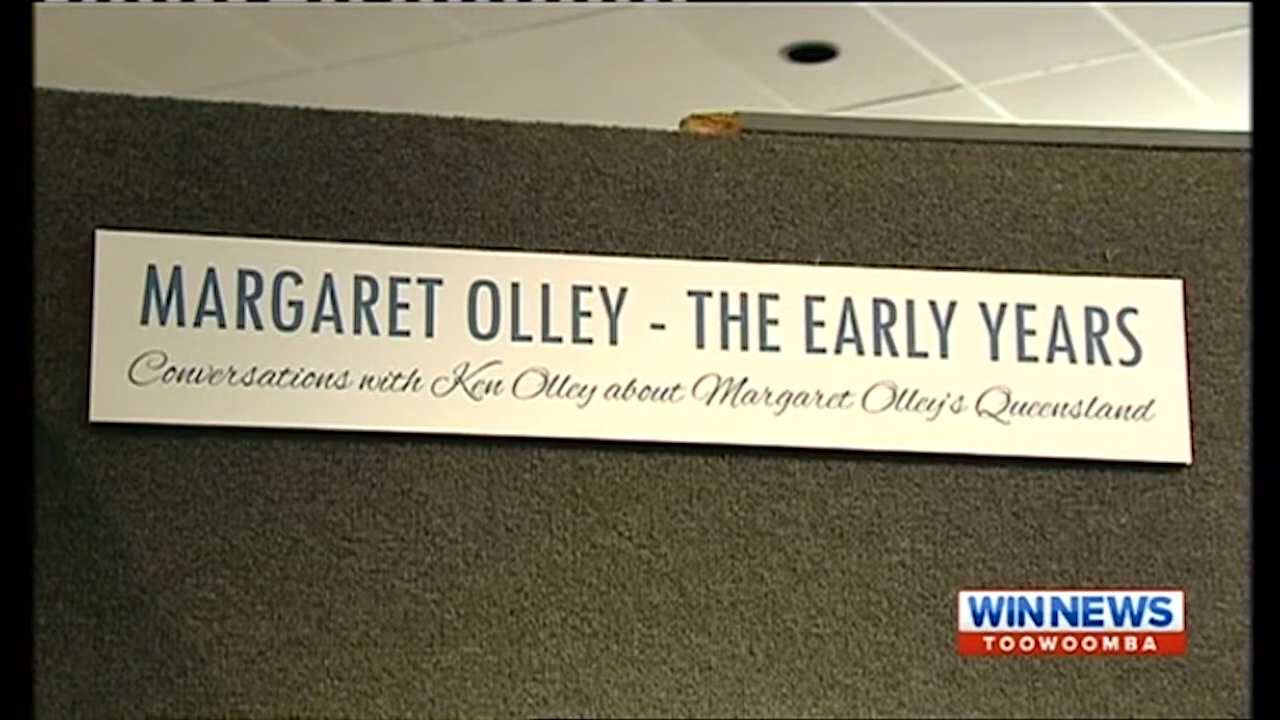 MARGARET OLLEY - THE EARLY YEARS
Conversations with Ken Olley about Margaret Olley's Queensland
WIN NEWS
TOOWOOMBA